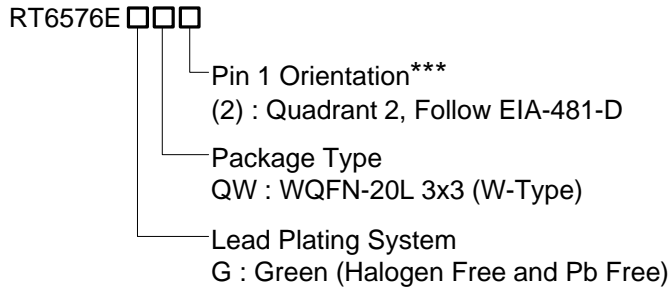 RT6576E
Pin 1 Orientation***
(2) : Quadrant 2, Follow EIA-481-D
Package Type
QW : WQFN-20L 3x3 (W-Type)
Lead Plating System
G : Green (Halogen Free and Pb Free)